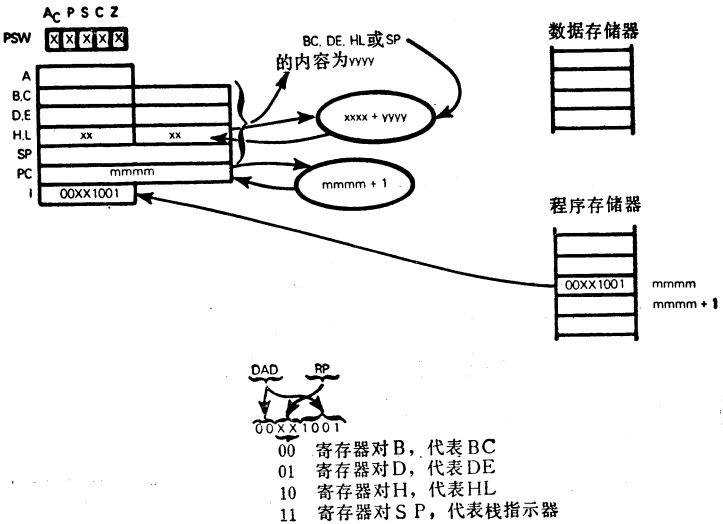 Ac P S C Z
PSW X X X X X
BC, DE, HL或SP
的内容为yyyy
数据存储器
A
B,C
D,E
H,L xx xx
SP
PC mmmm
I 00XX1001
xxxx + yyyy
mmmm + 1
程序存储器
00XX1001 mmmm
mmmm + 1
DAD RP
00XX1001
00 寄存器对B，代表BC
01 寄存器对D，代表DE
10 寄存器对H，代表HL
11 寄存器对SP，代表栈指示器